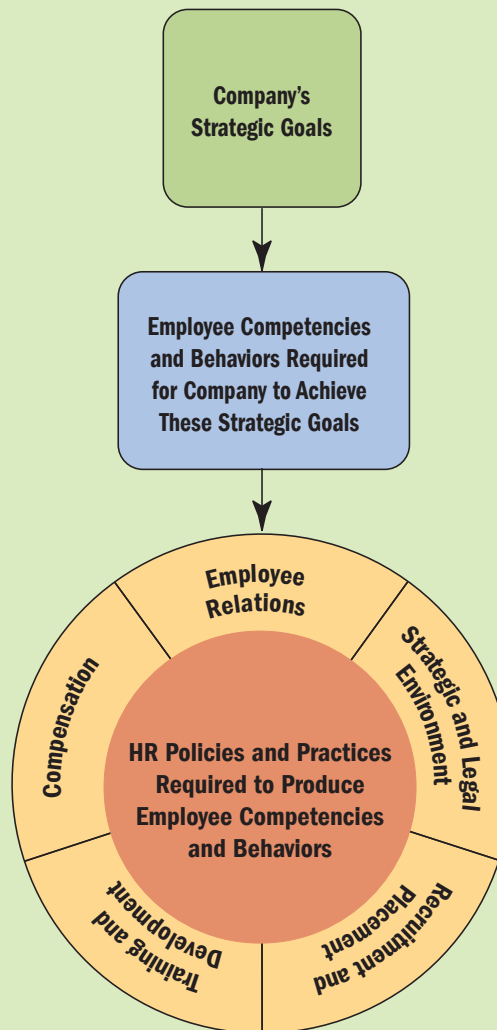 Company's
Strategic Goals
Employee Competencies
and Behaviors Required
for Company to Achieve
These Strategic Goals
Employee
Relations
Strategic and Legal
Environment
Recruitment and
Placement
Training and
Development
Compensation
HR Policies and Practices
Required to Produce
Employee Competencies
and Behaviors